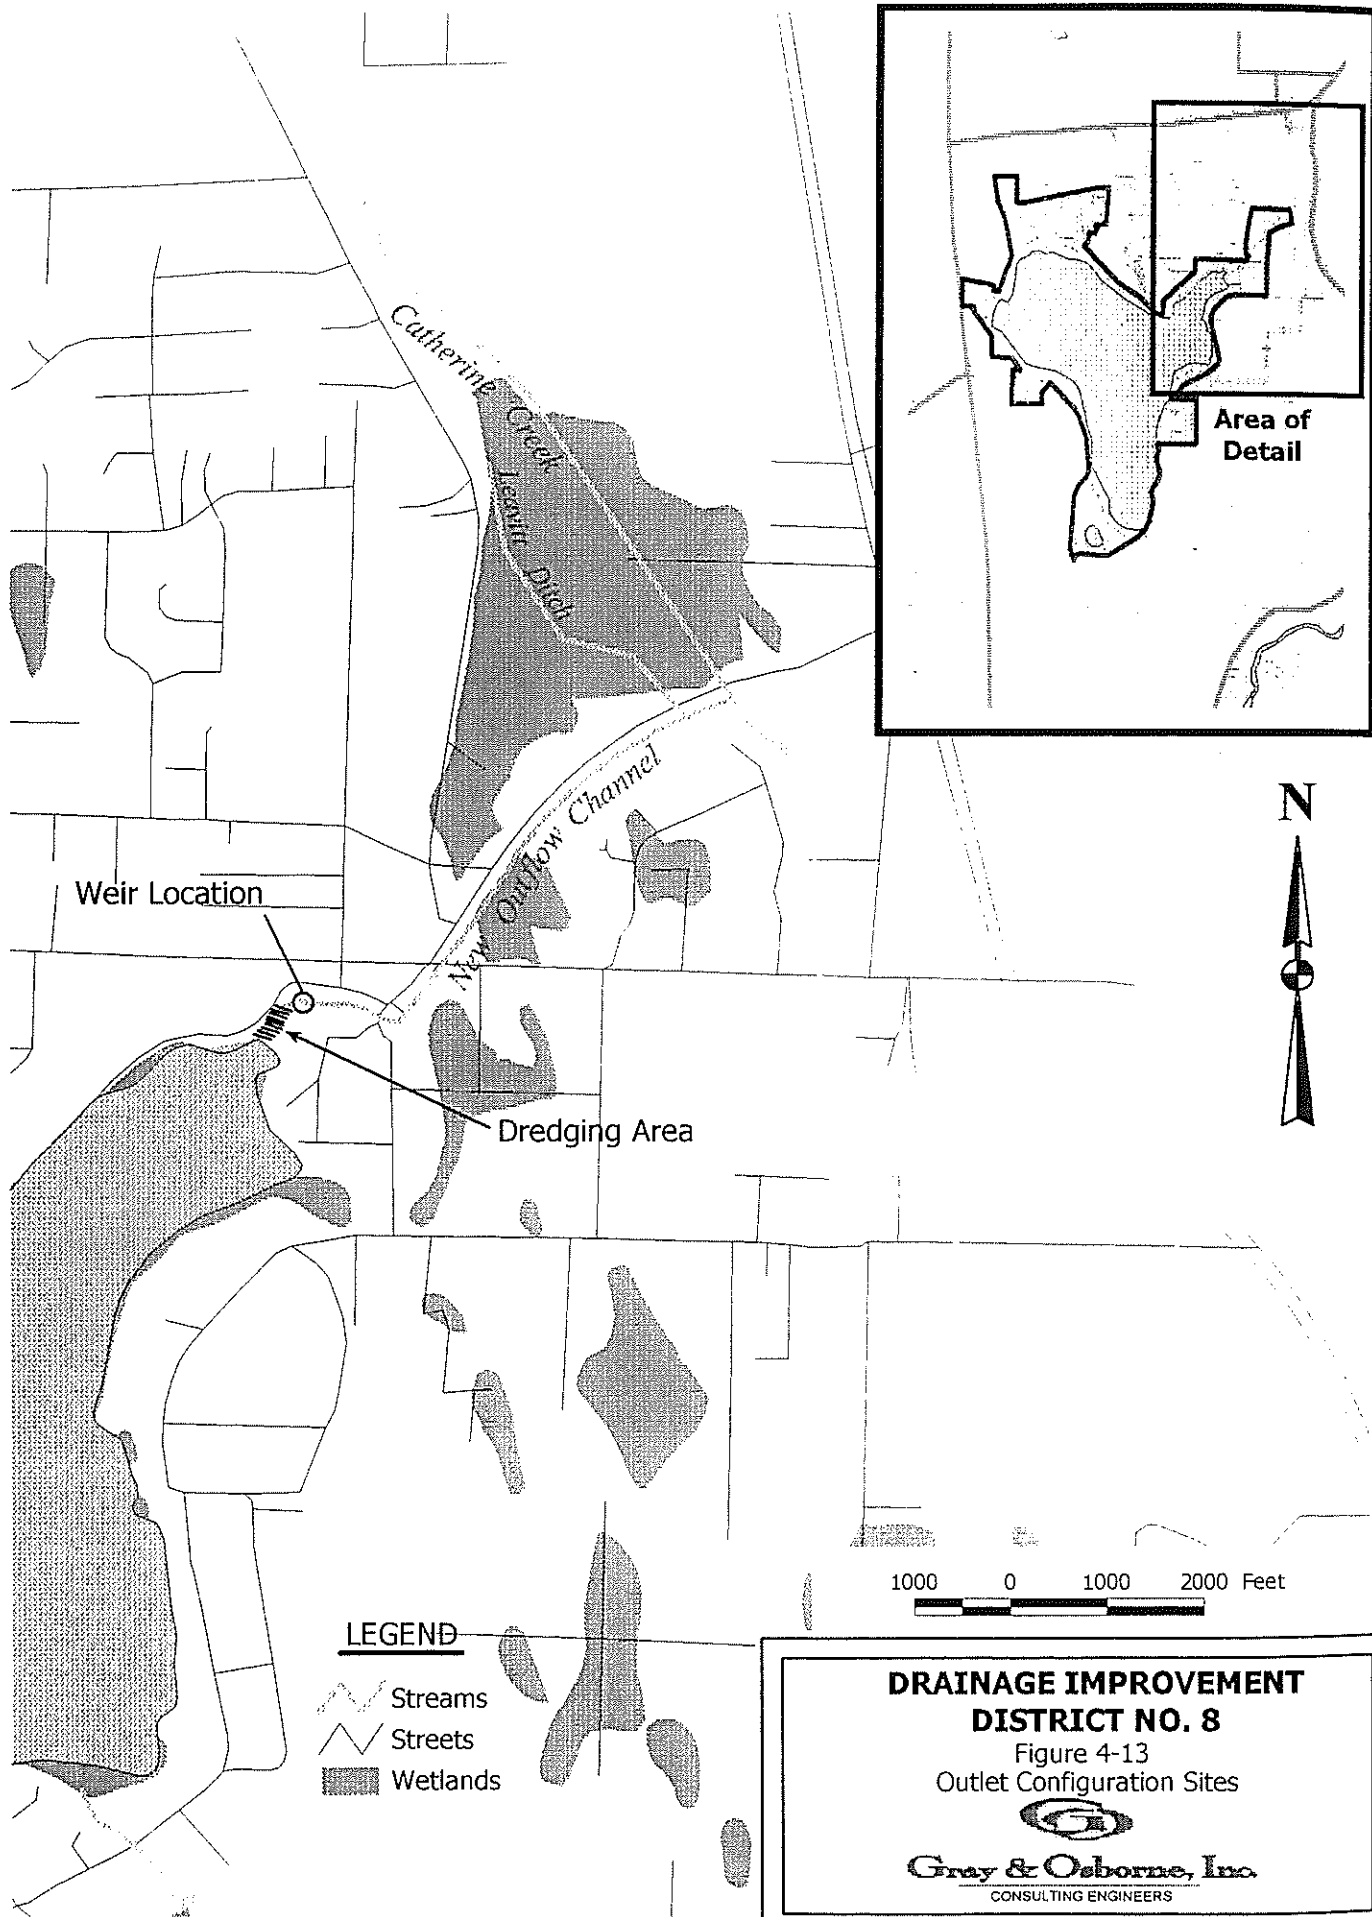 Area of
Detail
Catherine Creek
Leavitt Ditch
New Outflow Channel
N
Weir Location
Dredging Area
1000 0 1000 2000 Feet
LEGEND
Streams
Streets
Wetlands
DRAINAGE IMPROVEMENT
DISTRICT NO. 8
Figure 4-13
Outlet Configuration Sites
Gray & Osborne, Inc.
CONSULTING ENGINEERS